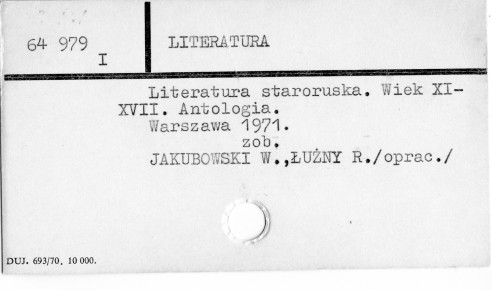 64 979
I
LITERATURA
Literatura staroruska. Wiek XI-
XVII. Antologia.
Warszawa 1971.
zob.
JAKUBOWSKI W.,ŁUŻNY R./oprac./
DUJ. 693/70, 10 000.